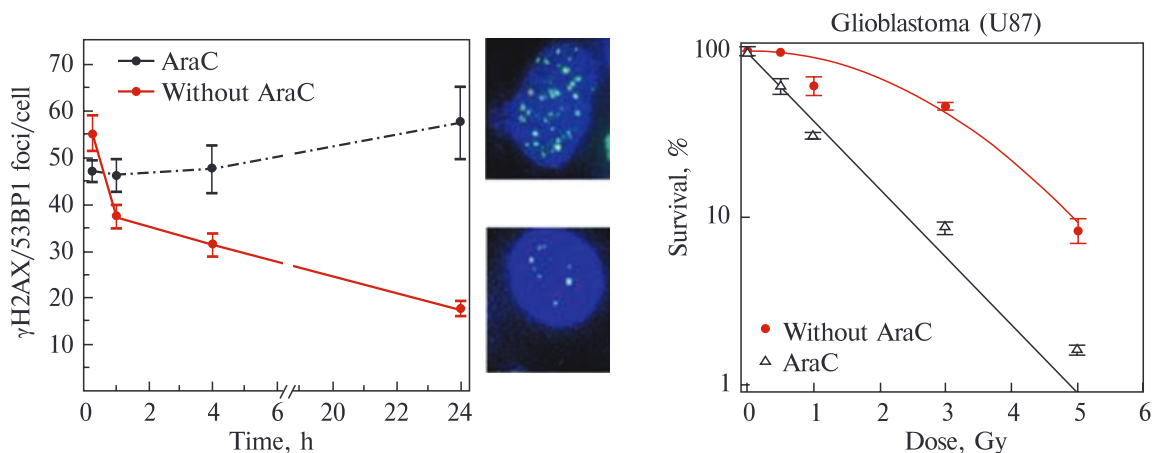 γH2AX/53BP1 foci/cell
70
60
50
40
30
20
10
AraC
Without AraC
0
2
4
6
20
22
24
Time, h
Glioblastoma (U87)
Survival, %
100
10
1
Without AraC
AraC
0
1
2
3
4
5
6
Dose, Gy